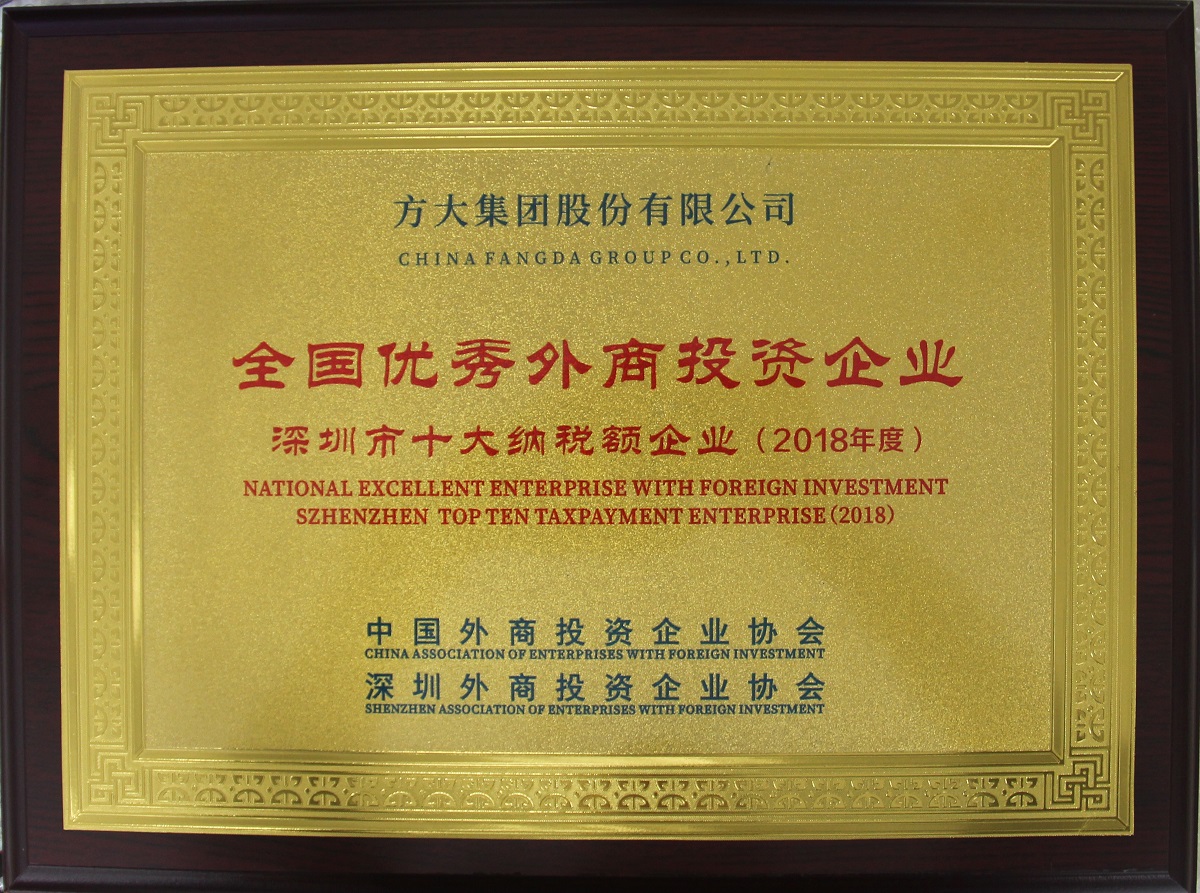 方大集团股份有限公司
CHINA FANGDA GROUP CO.,LTD.
全国优秀外商投资企业
深圳市十大纳税额企业（2018年度）
NATIONAL EXCELLENT ENTERPRISE WITH FOREIGN INVESTMENT
SZHENZHEN TOP TEN TAXPAYMENT ENTERPRISE(2018)
中国外商投资企业协会
CHINA ASSOCIATION OF ENTERPRISES WITH FOREIGN INVESTMENT
深圳外商投资企业协会
SHENZHEN ASSOCIATION OF ENTERPRISES WITH FOREIGN INVESTMENT